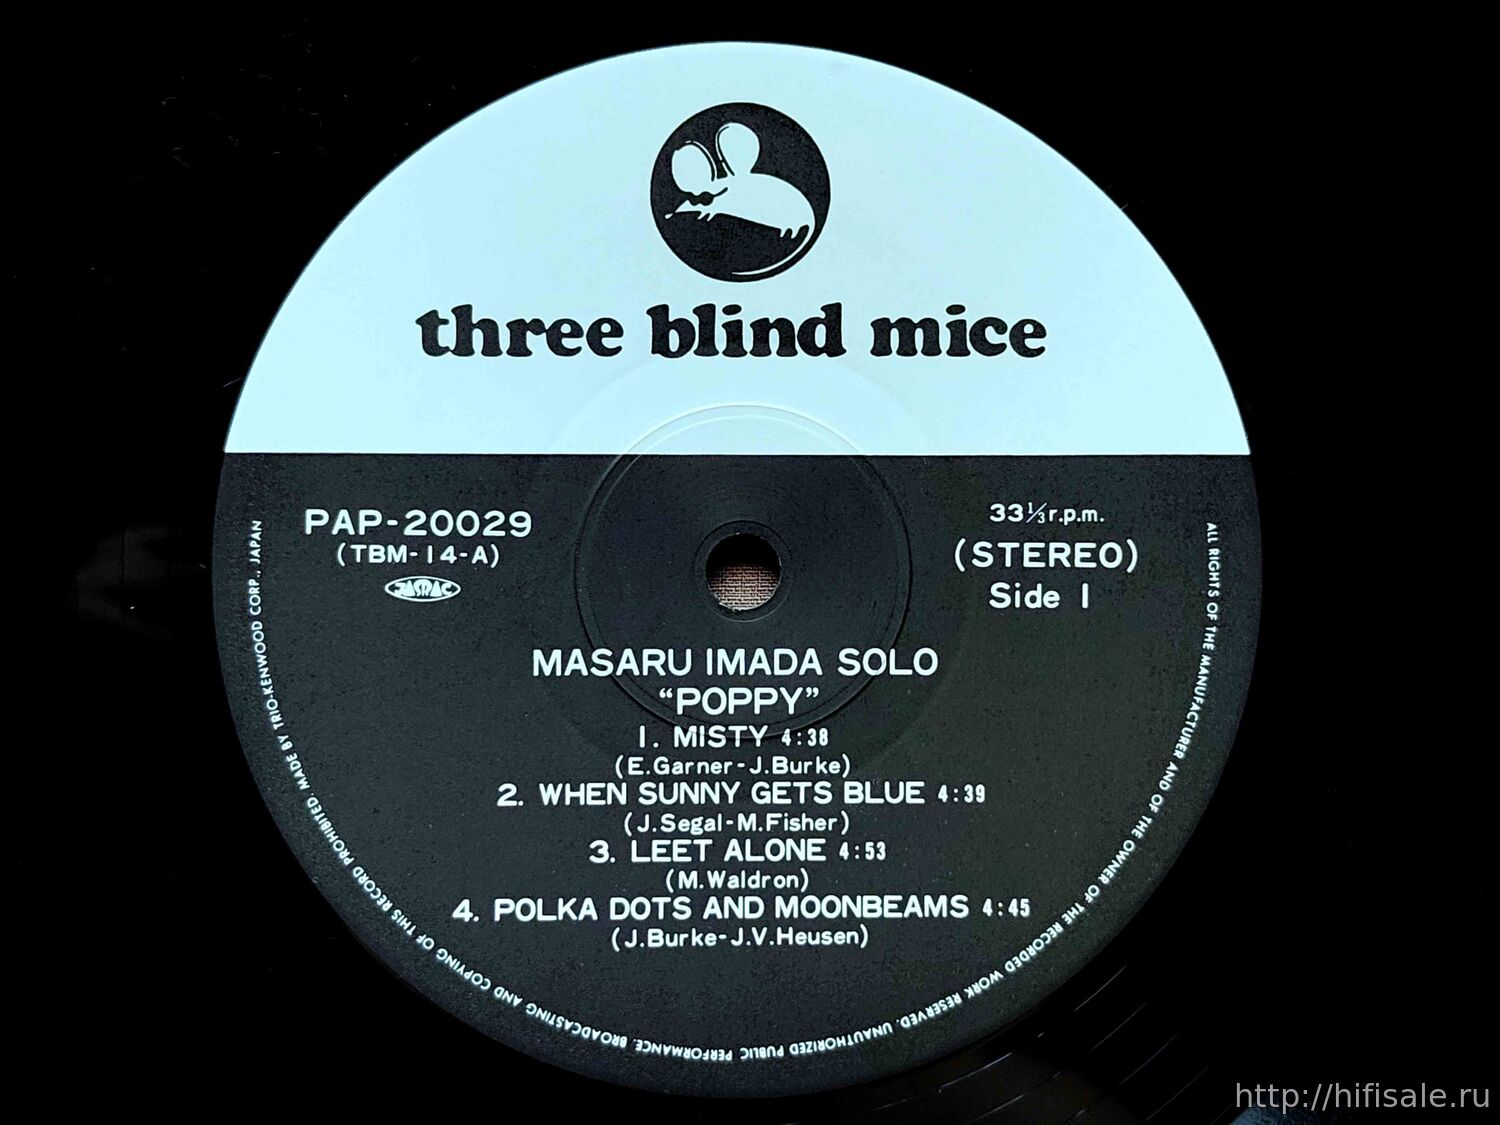 three blind mice
PAP-20029
(TBM-14-A)
JASRAC
33⅓r.p.m.
(STEREO)
Side 1
MASARU IMADA SOLO
“POPPY”
1. MISTY 4:38
(E.Garner-J.Burke)
2. WHEN SUNNY GETS BLUE 4:39
(J.Segal-M.Fisher)
3. LEET ALONE 4:53
(M.Waldron)
4. POLKA DOTS AND MOONBEAMS 4:45
(J.Burke-J.V.Heusen)
ALL RIGHTS OF THE MANUFACTURER AND OF THE OWNER OF THE RECORDED WORK RESERVED. UNAUTHORIZED PUBLIC PERFORMANCE, BROADCASTING AND COPYING OF THIS RECORD PROHIBITED MADE BY TRIO-KENWOOD CORP., JAPAN
http://hifisale.ru